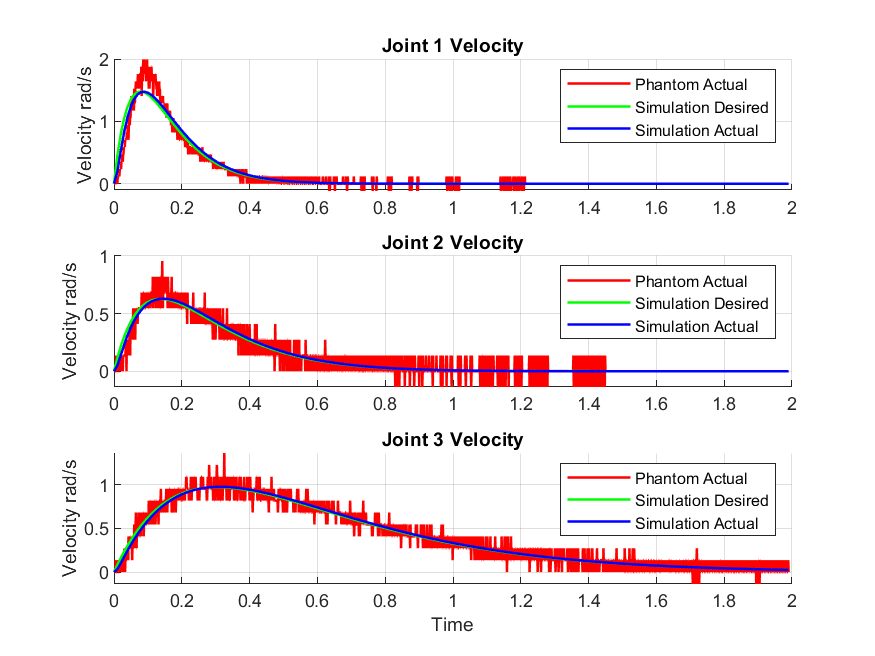 Joint 1 Velocity
Velocity rad/s
2
1
0
0 0.2 0.4 0.6 0.8 1 1.2 1.4 1.6 1.8 2
Phantom Actual
Simulation Desired
Simulation Actual
Joint 2 Velocity
Velocity rad/s
1
0.5
0
0 0.2 0.4 0.6 0.8 1 1.2 1.4 1.6 1.8 2
Phantom Actual
Simulation Desired
Simulation Actual
Joint 3 Velocity
Velocity rad/s
1
0.5
0
0 0.2 0.4 0.6 0.8 1 1.2 1.4 1.6 1.8 2
Phantom Actual
Simulation Desired
Simulation Actual
Time